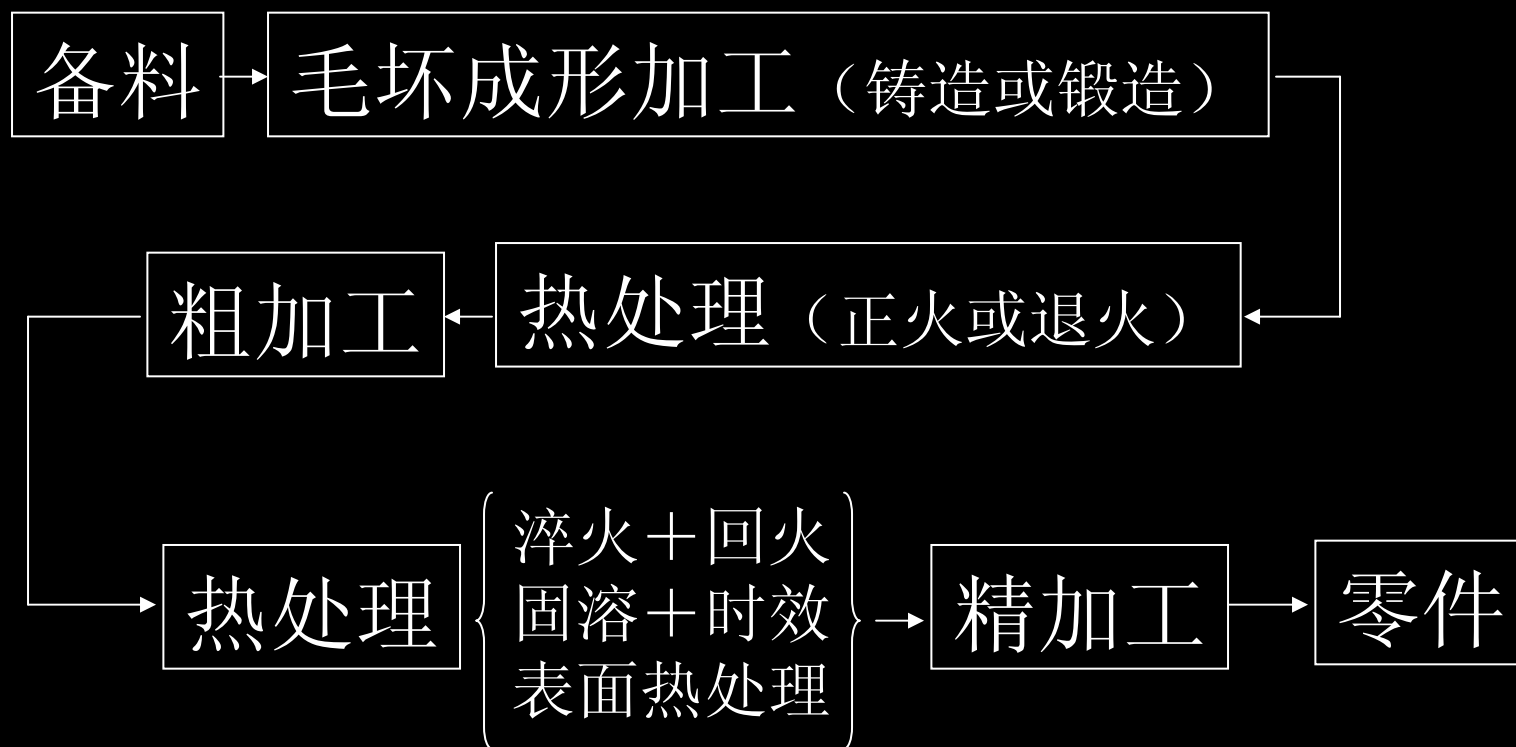 备料
毛坯成形加工（铸造或锻造）
热处理（正火或退火）
粗加工
热处理
淬火＋回火
固溶＋时效
表面热处理
精加工
零件